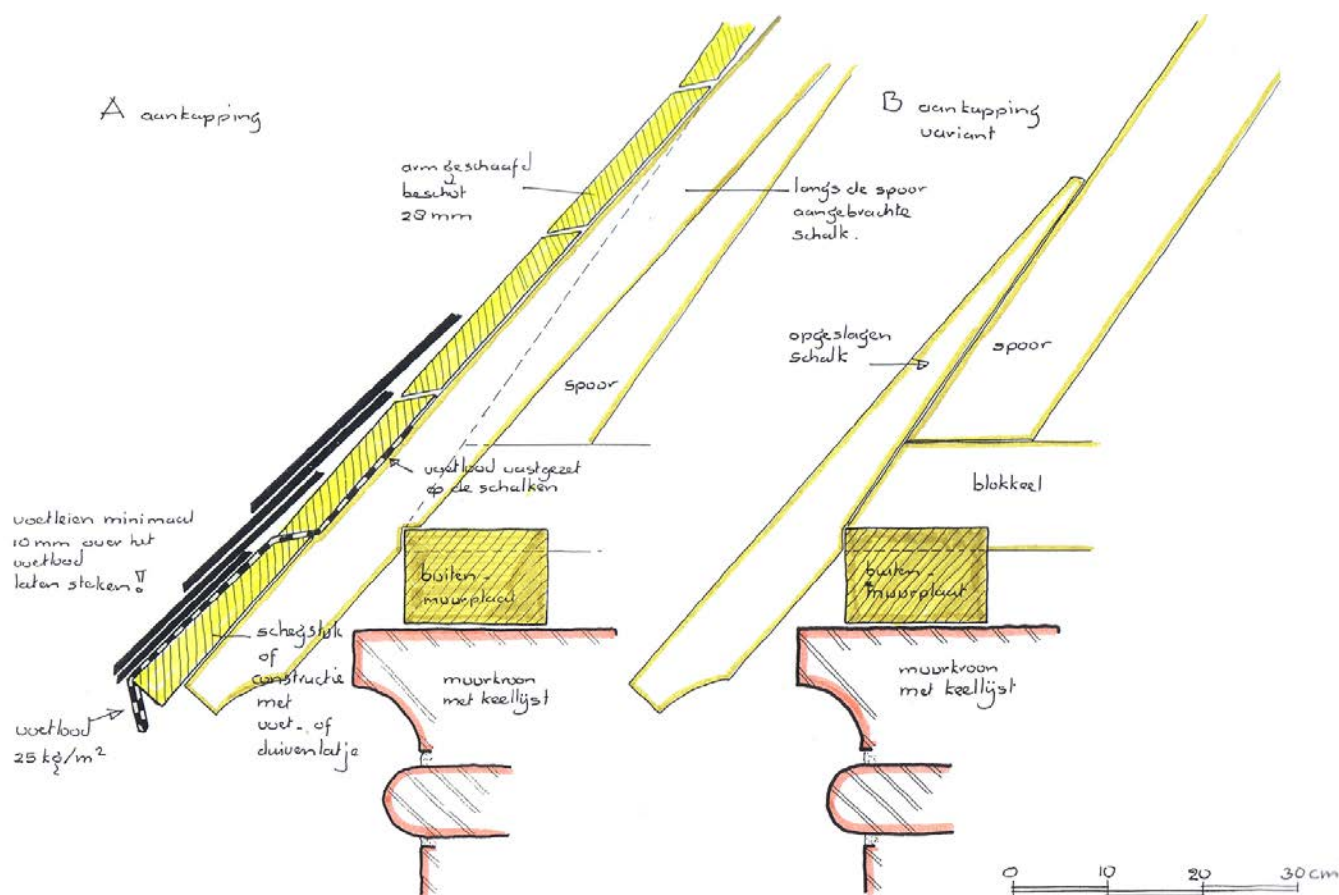 A aankapping
B aankapping
variant
ongeschaafd
beschot
28 mm
langs de spoor
aangebrachte
schalk.
opgeslagen
schalk
spoor
spoor
voetlood vastgezet
op de schalken
blokkeel
voetleien minimaal
10 mm over het
voetlood
laten steken!
buiten-
muurplaat
buiten-
muurplaat
schegstuk
of
constructie
met
voet- of
duivenlatje
muurkroon
met keellijst
muurkroon
met keellijst
voetlood
25 kg/m²
0 10 20 30 cm